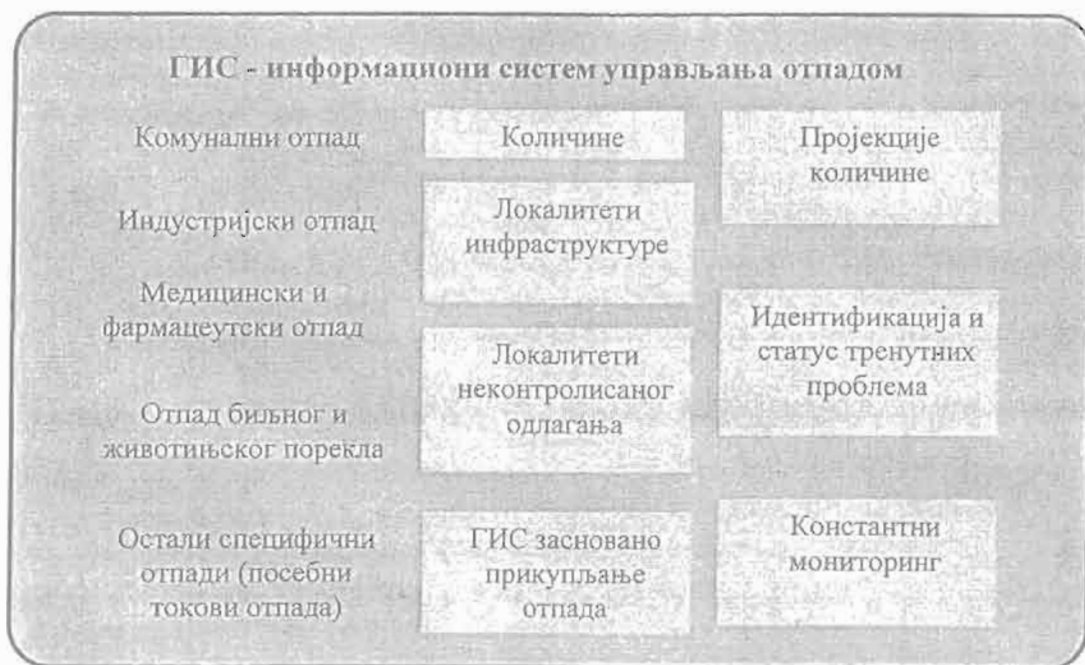 ГИС - информациони систем управљања отпадом
Комунални отпад
Индустријски отпад
Медицински и
фармацеутски отпад
Отпад биљног и
животињског порекла
Остали специфични
отпади (посебни
токови отпада)
Количине
Локалитети
инфраструктуре
Локалитети
неконтролисаног
одлагања
ГИС засновано
прикупљање
отпада
Пројекције
количине
Идентификација и
статус тренутних
проблема
Константни
мониторинг